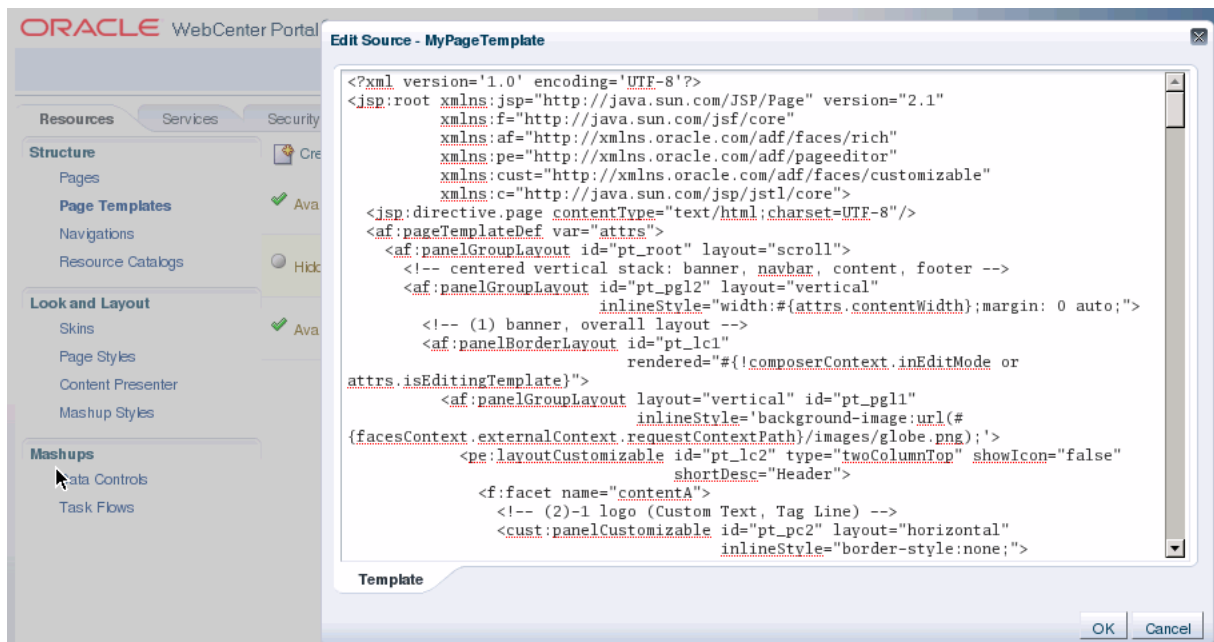 ORACLE WebCenter Portal
Resources Services Security
Structure
Pages
Page Templates
Navigations
Resource Catalogs
Look and Layout
Skins
Page Styles
Content Presenter
Mashup Styles
Mashups
Controls
Task Flows
Edit Source - MyPageTemplate
<?xml version='1.0' encoding='UTF-8'?>
<jsp:root xmlns:jsp="http://java.sun.com/JSP/Page" version="2.1"
xmlns:f="http://java.sun.com/jsf/core"
xmlns:af="http://xmlns.oracle.com/adf/faces/rich"
xmlns:pe="http://xmlns.oracle.com/adf/pageeditor"
xmlns:cust="http://xmlns.oracle.com/adf/faces/customizable"
xmlns:c="http://java.sun.com/jsp/jstl/core">
<jsp:directive.page contentType="text/html;charset=UTF-8"/>
<af:pageTemplateDef var="attrs">
<af:panelGroupLayout id="pt_root" layout="scroll">
<!-- centered vertical stack: banner, navbar, content, footer -->
<af:panelGroupLayout id="pt_pgl2" layout="vertical"
inlineStyle="width:#{attrs.contentWidth};margin: 0 auto;">
<!-- (1) banner, overall layout -->
<af:panelBorderLayout id="pt_lc1"
rendered="#{!composerContext.inEditMode or
attrs.isEditingTemplate}">
<af:panelGroupLayout layout="vertical" id="pt_pgl1"
inlineStyle='background-image:url(#
{facesContext.externalContext.requestContextPath}/images/globe.png);'>
<pe:layoutCustomizable id="pt_lc2" type="twoColumnTop" showIcon="false"
shortDesc="Header">
<f:facet name="contentA">
<!-- (2)-1 logo (Custom Text, Tag Line) -->
<cust:panelCustomizable id="pt_pc2" layout="horizontal"
inlineStyle="border-style:none;">
Template
OK Cancel